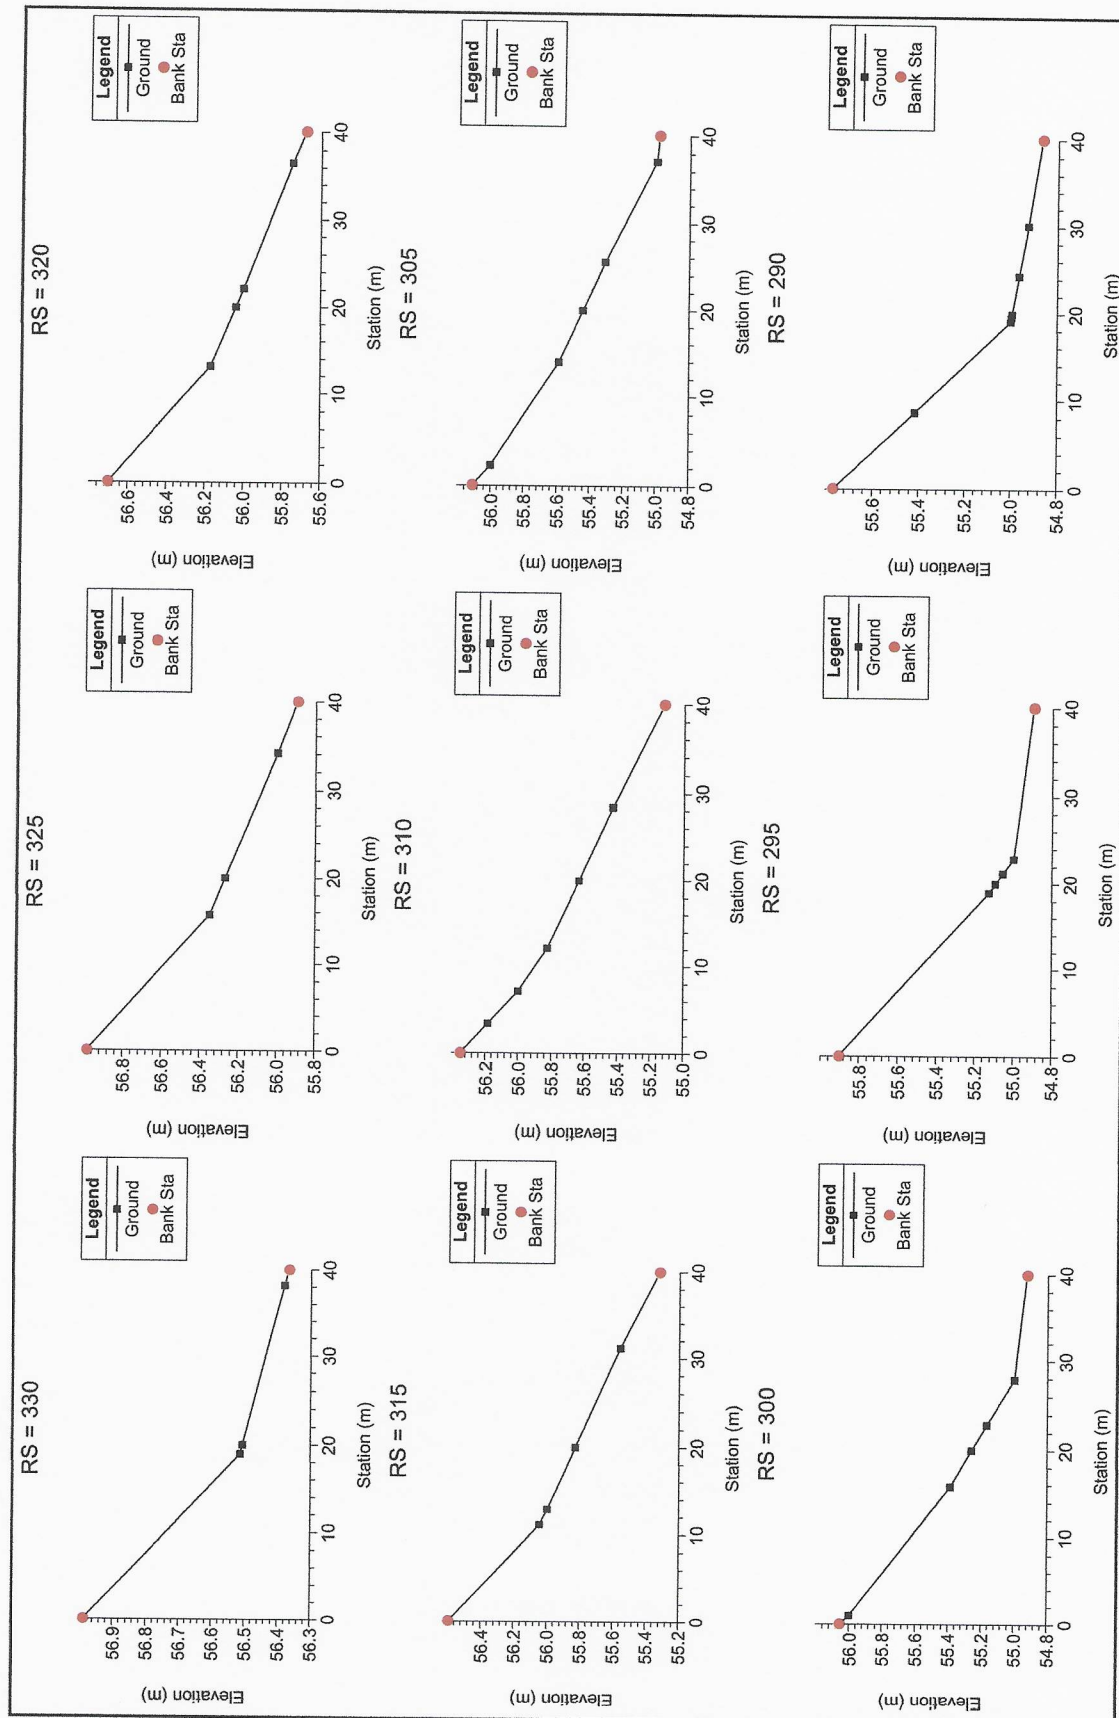 RS = 330
Elevation (m)
56.9
56.8
56.7
56.6
56.5
56.4
56.3
0 10 20 30 40
Station (m)
Legend
Ground
Bank Sta
RS = 325
Elevation (m)
56.8
56.6
56.4
56.2
56.0
55.8
0 10 20 30 40
Station (m)
Legend
Ground
Bank Sta
RS = 320
Elevation (m)
56.6
56.4
56.2
56.0
55.8
55.6
0 10 20 30 40
Station (m)
Legend
Ground
Bank Sta
RS = 315
Elevation (m)
56.4
56.2
56.0
55.8
55.6
55.4
55.2
0 10 20 30 40
Station (m)
Legend
Ground
Bank Sta
RS = 310
Elevation (m)
56.2
56.0
55.8
55.6
55.4
55.2
55.0
0 10 20 30 40
Station (m)
Legend
Ground
Bank Sta
RS = 305
Elevation (m)
56.0
55.8
55.6
55.4
55.2
55.0
54.8
0 10 20 30 40
Station (m)
Legend
Ground
Bank Sta
RS = 300
Elevation (m)
56.0
55.8
55.6
55.4
55.2
55.0
54.8
0 10 20 30 40
Station (m)
Legend
Ground
Bank Sta
RS = 295
Elevation (m)
55.8
55.6
55.4
55.2
55.0
54.8
0 10 20 30 40
Station (m)
Legend
Ground
Bank Sta
RS = 290
Elevation (m)
55.6
55.4
55.2
55.0
54.8
0 10 20 30 40
Station (m)
Legend
Ground
Bank Sta